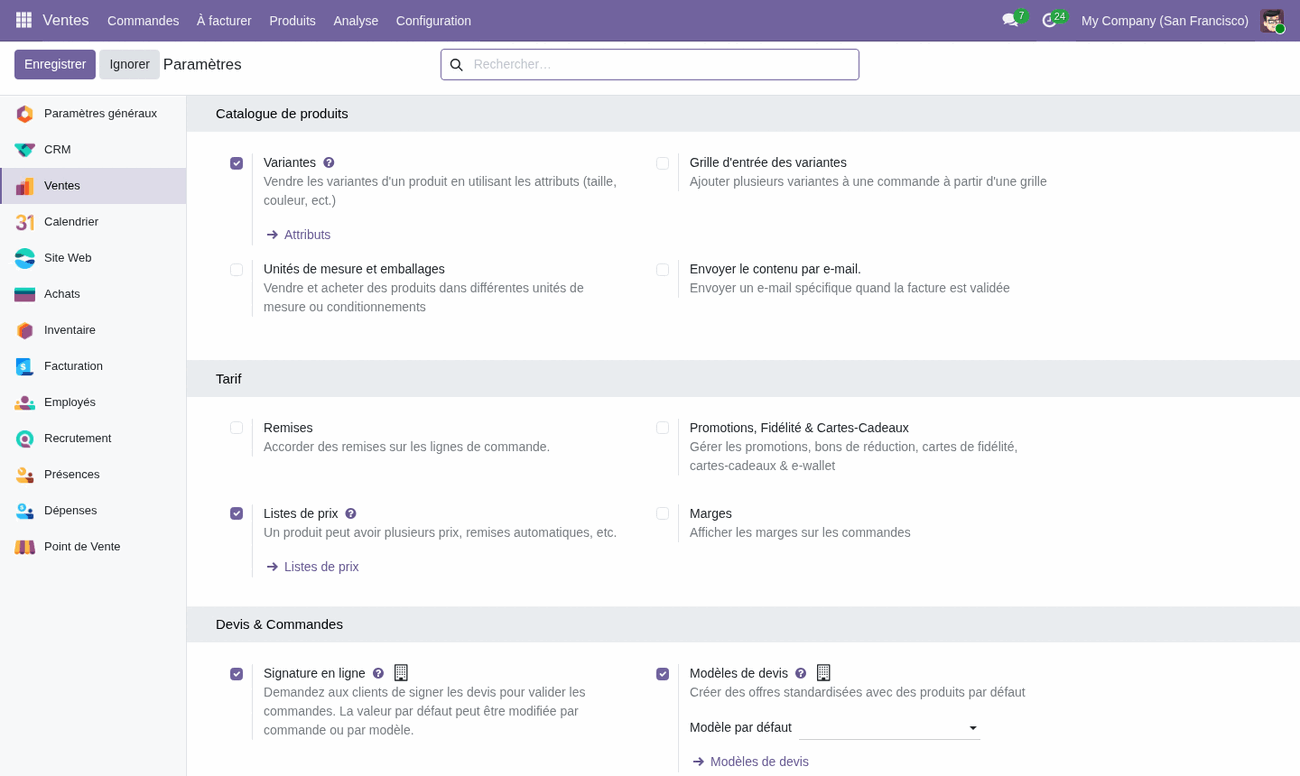 Ventes Commandes À facturer Produits Analyse Configuration 7 24 My Company (San Francisco)
Enregistrer Ignorer Paramètres Rechercher...
Paramètres généraux
CRM
Ventes
31 Calendrier
Site Web
Achats
Inventaire
$ Facturation
Employés
Recrutement
Présences
$ Dépenses
Point de Vente
Catalogue de produits
Variantes ?
Vendre les variantes d'un produit en utilisant les attributs (taille,
couleur, ect.)
→ Attributs
Grille d'entrée des variantes
Ajouter plusieurs variantes à une commande à partir d'une grille
Unités de mesure et emballages
Vendre et acheter des produits dans différentes unités de
mesure ou conditionnements
Envoyer le contenu par e-mail.
Envoyer un e-mail spécifique quand la facture est validée
Tarif
Remises
Accorder des remises sur les lignes de commande.
Promotions, Fidélité & Cartes-Cadeaux
Gérer les promotions, bons de réduction, cartes de fidélité,
cartes-cadeaux & e-wallet
Listes de prix ?
Un produit peut avoir plusieurs prix, remises automatiques, etc.
→ Listes de prix
Marges
Afficher les marges sur les commandes
Devis & Commandes
Signature en ligne ?
Demandez aux clients de signer les devis pour valider les
commandes. La valeur par défaut peut être modifiée par
commande ou par modèle.
Modèles de devis ?
Créer des offres standardisées avec des produits par défaut
Modèle par défaut
→ Modèles de devis